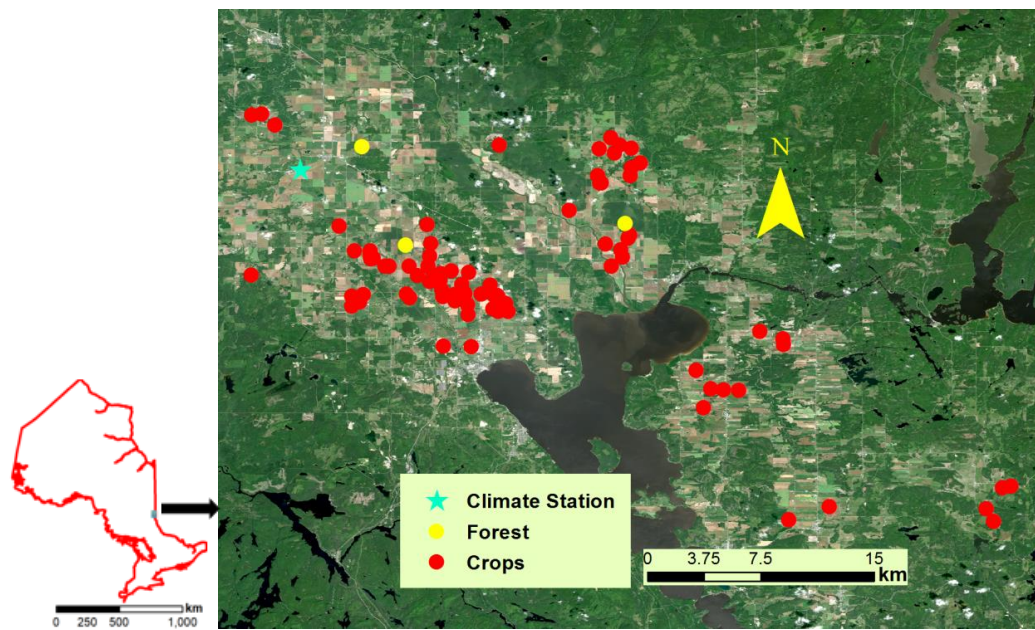 N
Climate Station
Forest
Crops
0 3.75 7.5 15
km
km
0 250 500 1,000